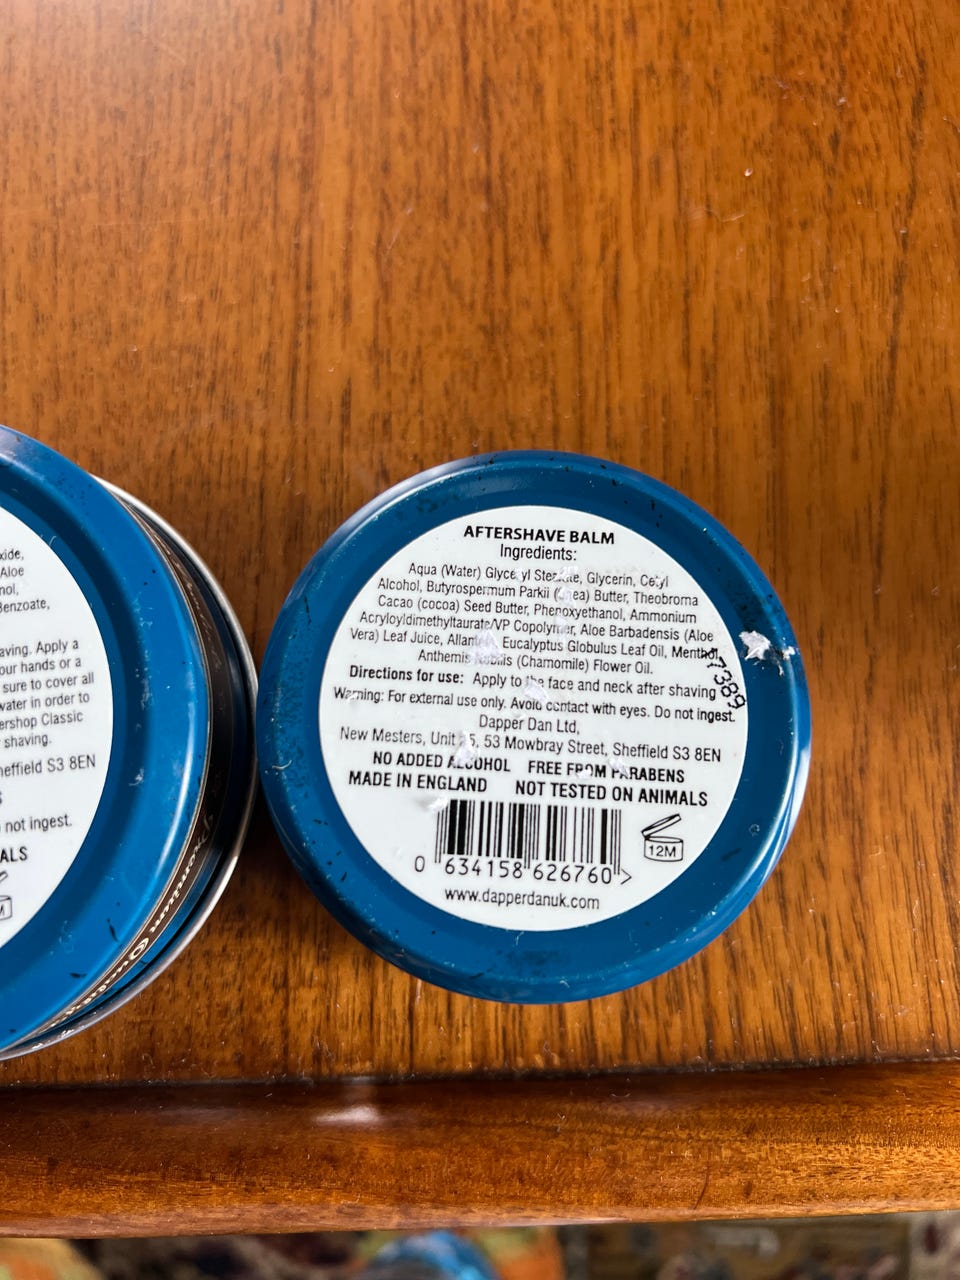 xide,
Aloe
nol,
Benzoate,
aving. Apply a
our hands or a
sure to cover all
water in order to
ershop Classic
shaving.
heffield S3 8EN
not ingest.
ALS
AFTERSHAVE BALM
Ingredients:
Aqua (Water) Glyceryl Stearate, Glycerin, Cetyl
Alcohol, Butyrospermum Parkii (Shea) Butter, Theobroma
Cacao (cocoa) Seed Butter, Phenoxyethanol, Ammonium
Acryloyldimethyltaurate/VP Copolymer, Aloe Barbadensis (Aloe
Vera) Leaf Juice, Allantoin, Eucalyptus Globulus Leaf Oil, Menthol,
Anthemis Nobilis (Chamomile) Flower Oil.
Directions for use: Apply to the face and neck after shaving
Warning: For external use only. Avoid contact with eyes. Do not ingest.
Dapper Dan Ltd,
New Mesters, Unit 53 Mowbray Street, Sheffield S3 8EN
NO ADDED ALCOHOL FREE FROM PARABENS
MADE IN ENGLAND NOT TESTED ON ANIMALS
12M
0 634158 626760 >
www.dapperdanuk.com
7389